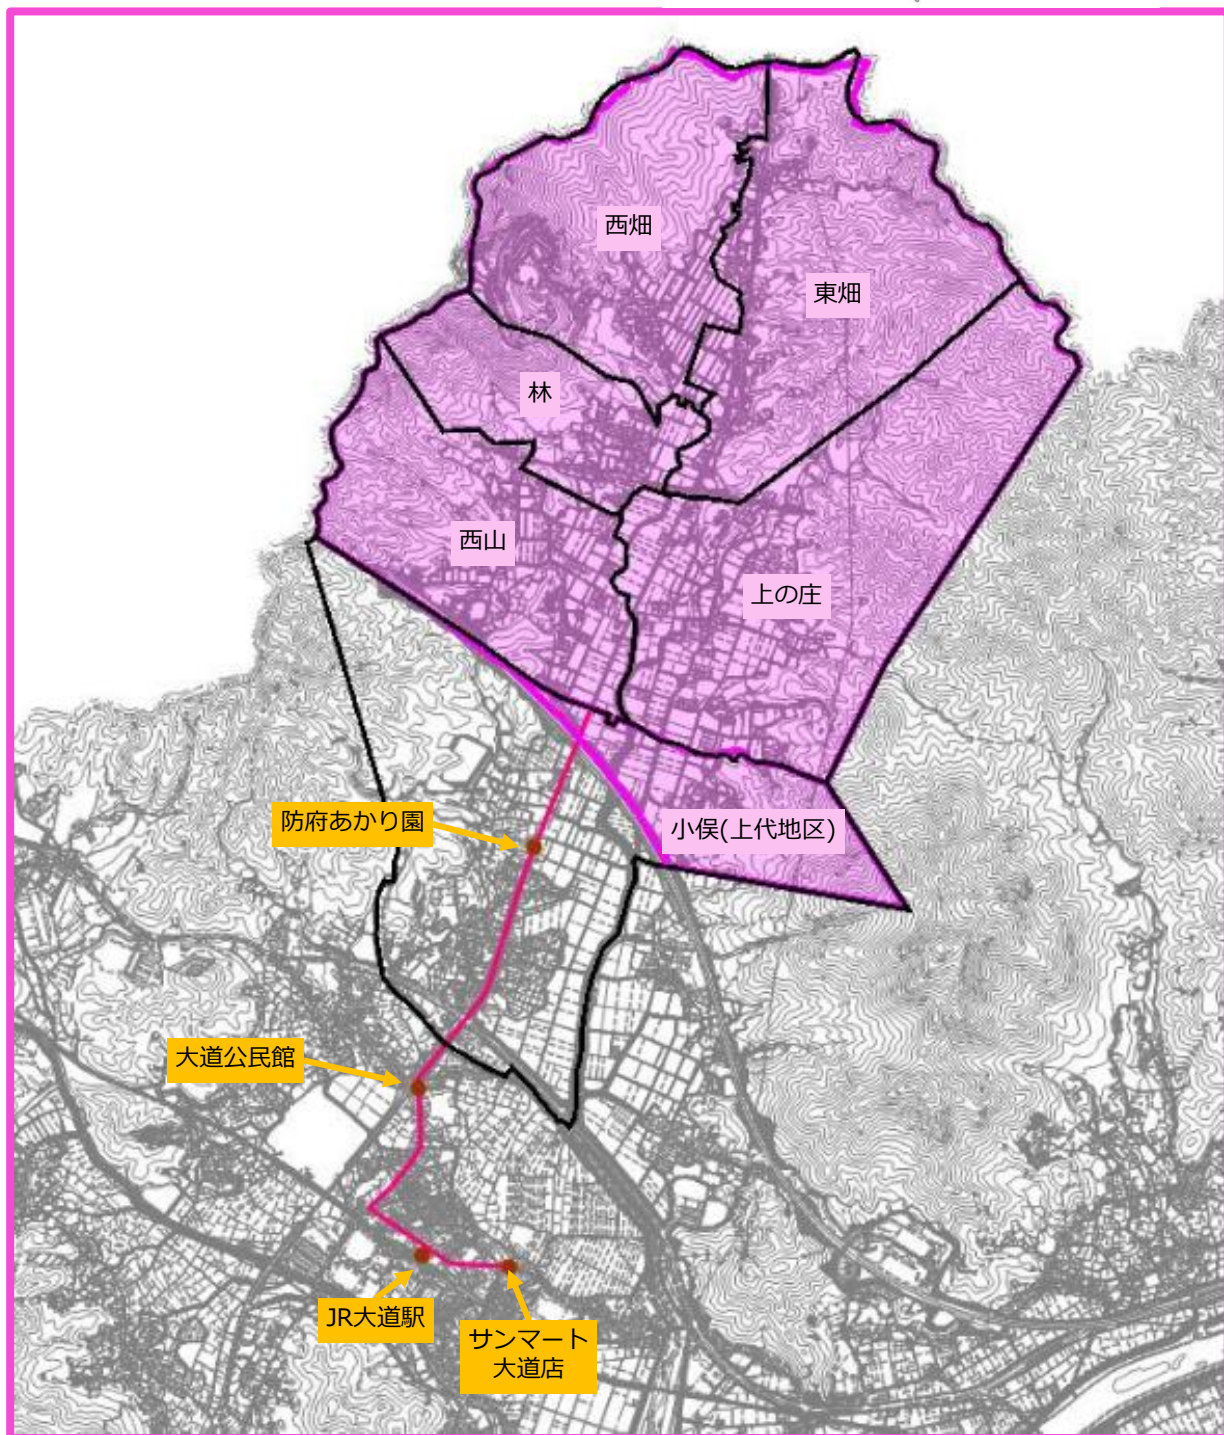 西畑
東畑
林
西山
上の庄
防府あかり園
小俣(上代地区)
大道公民館
JR大道駅
サンマート
大道店